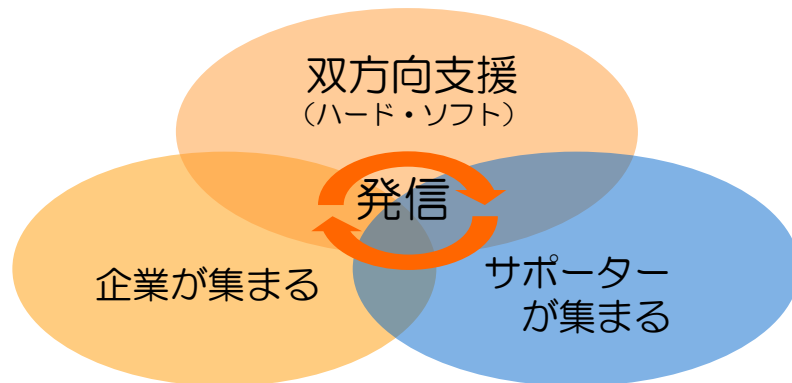 双方向支援
（ハード・ソフト）
発信
企業が集まる
サポーター
が集まる